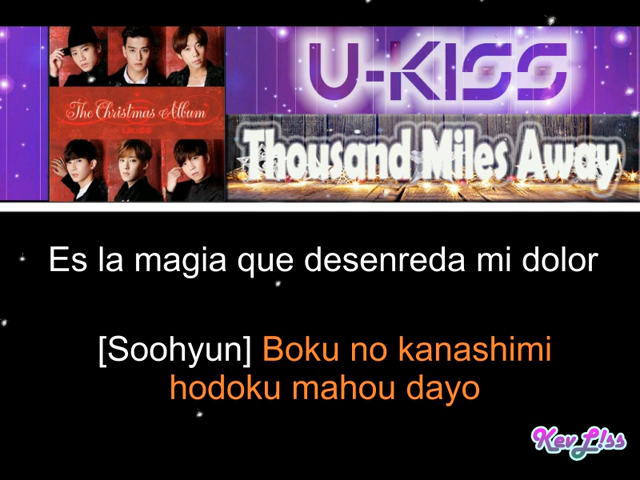 The Christmas Album
U-KISS
U-KISS
Thousand Miles Away
Es la magia que desenreda mi dolor
[Soohyun] Boku no kanashimi
hodoku mahou dayo
KevL!ss